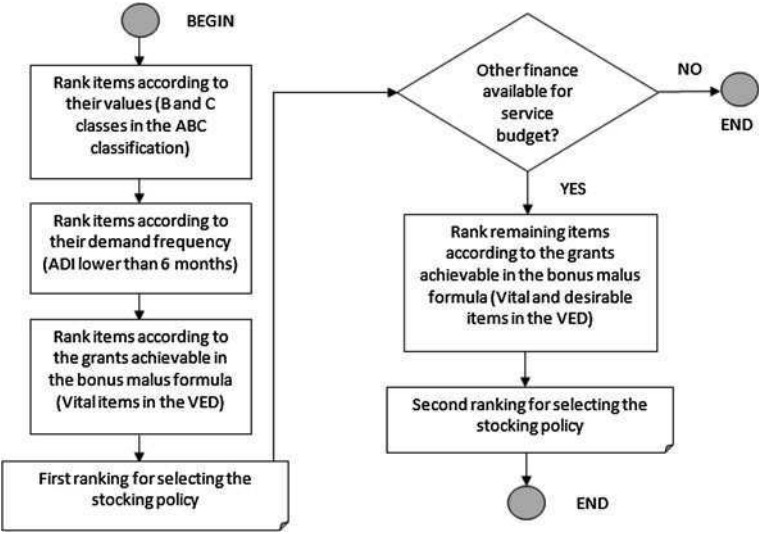 BEGIN
Rank items according to
their values (B and C
classes in the ABC
classification)
Rank items according to
their demand frequency
(ADI lower than 6 months)
Rank items according to
the grants achievable in
the bonus malus formula
(Vital items in the VED)
First ranking for selecting the
stocking policy
Other finance
available for
service
budget?
NO
END
YES
Rank remaining items
according to the grants
achievable in the bonus malus
formula (Vital and desirable
items in the VED)
Second ranking for selecting the
stocking policy
END